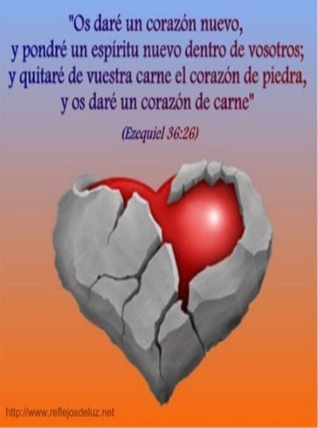 "Os daré un corazón nuevo,
y pondré un espíritu nuevo dentro de vosotros;
y quitaré de vuestra carne el corazón de piedra,
y os daré un corazón de carne"
(Ezequiel 36:26)
http://www.reflejosdeluz.net